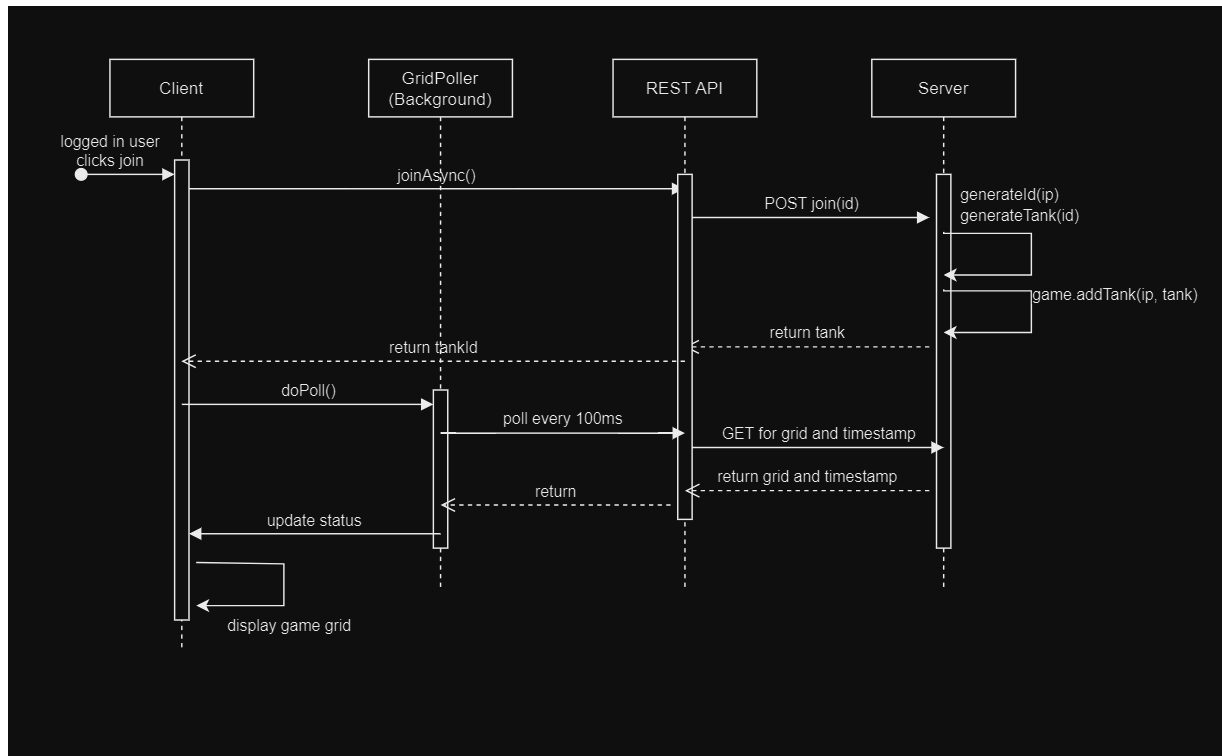 Client
GridPoller
(Background)
REST API
Server
logged in user
clicks join
joinAsync()
POST join(id)
generateId(ip)
generateTank(id)
game.addTank(ip, tank)
return tank
return tankId
doPoll()
poll every 100ms
GET for grid and timestamp
return grid and timestamp
return
update status
display game grid